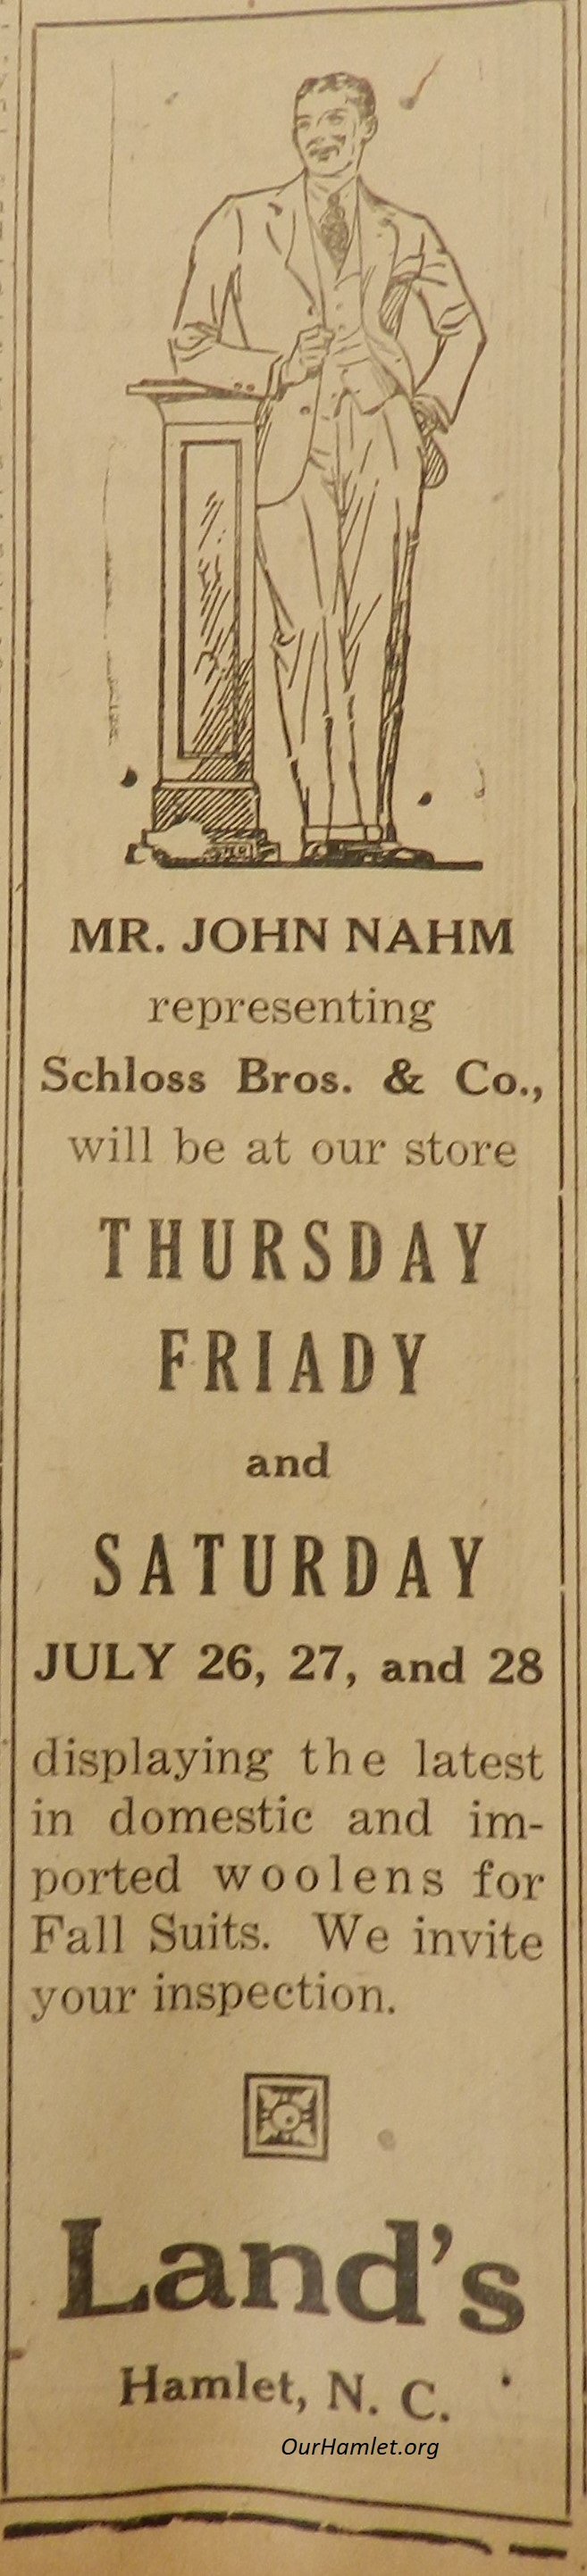 MR. JOHN NAHM
representing
Schloss Bros. & Co.,
will be at our store
THURSDAY
FRIADY
and
SATURDAY
JULY 26, 27, and 28
displaying the latest
in domestic and im-
ported woolens for
Fall Suits. We invite
your inspection.
Land's
Hamlet, N. C.
OurHamlet.org